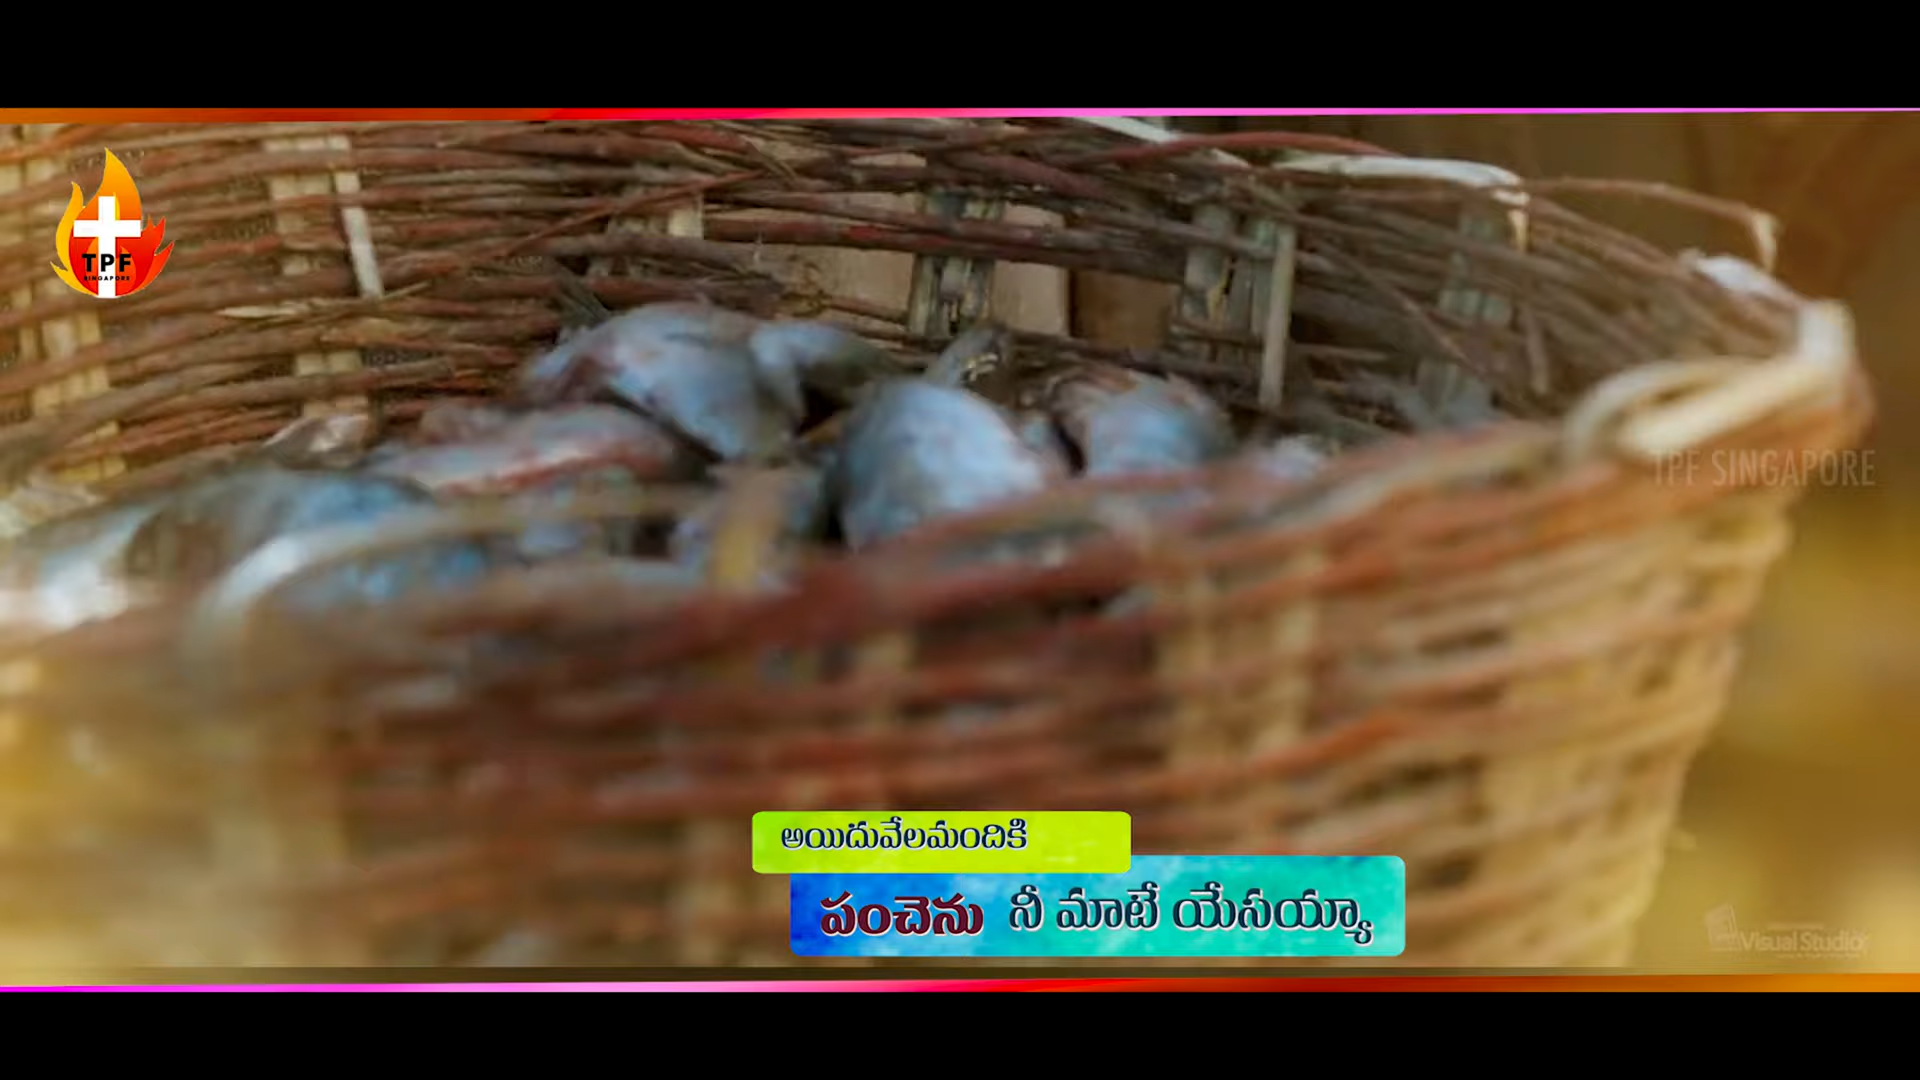 TPF
SINGAPORE
TPF SINGAPORE
అయిదువేలమందికి
పంచెను నీ మాటే యేసయ్యా
Visual Studio